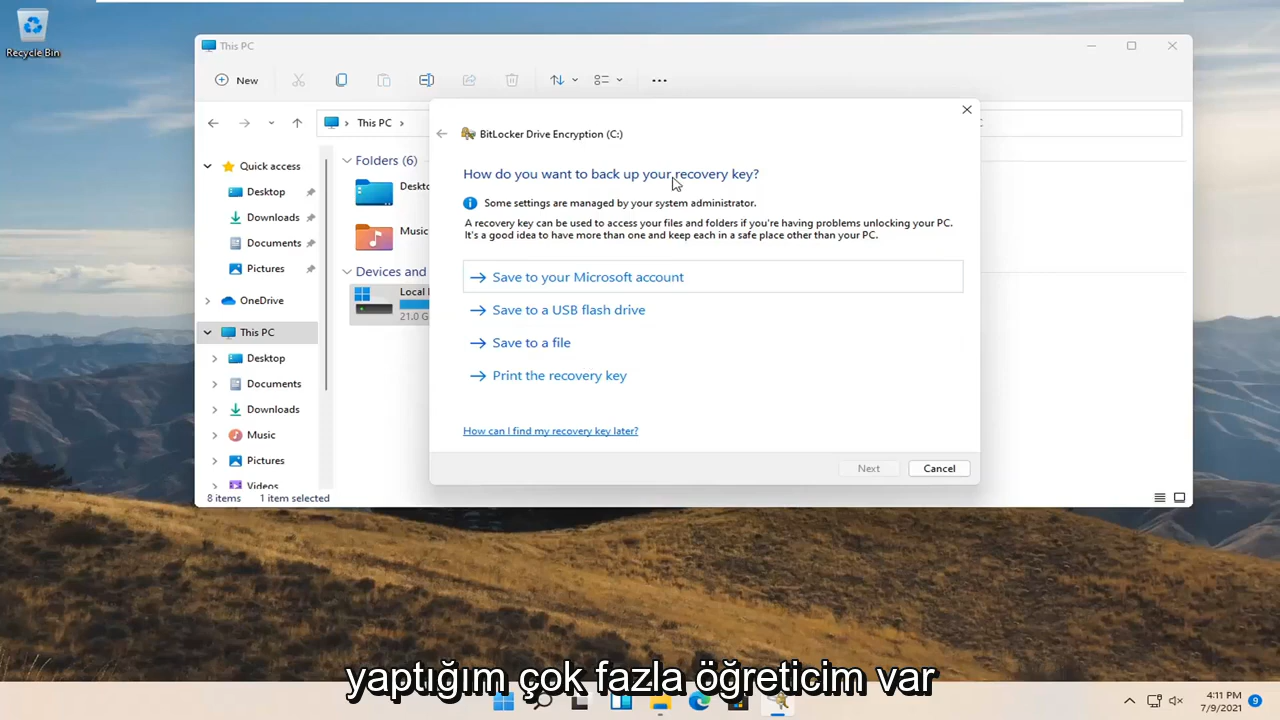 Recycle Bin
This PC
New
This PC
BitLocker Drive Encryption (C:)
How do you want to back up your recovery key?
Some settings are managed by your system administrator.
A recovery key can be used to access your files and folders if you're having problems unlocking your PC.
It's a good idea to have more than one and keep each in a safe place other than your PC.
Save to your Microsoft account
Save to a USB flash drive
Save to a file
Print the recovery key
How can I find my recovery key later?
Next
Cancel
Quick access
Desktop
Downloads
Documents
Pictures
OneDrive
This PC
Desktop
Documents
Downloads
Music
Pictures
Videos
Folders (6)
Music
Devices and
Local
21.0 G
8 items
1 item selected
yaptığım çok fazla öğreticim var
4:11 PM
7/9/2021
9